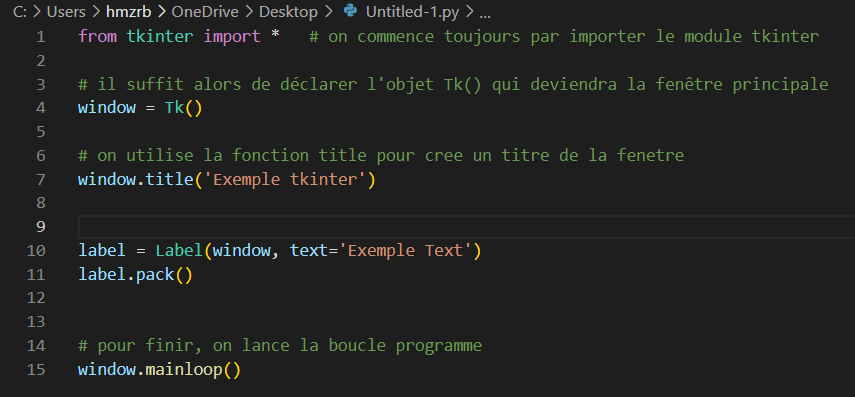 C: > Users > hmzrb > OneDrive > Desktop > Untitled-1.py > ...
1 from tkinter import *   # on commence toujours par importer le module tkinter
2
3 # il suffit alors de déclarer l'objet Tk() qui deviendra la fenêtre principale
4 window = Tk()
5
6 # on utilise la fonction title pour cree un titre de la fenetre
7 window.title('Exemple tkinter')
8
9
10 label = Label(window, text='Exemple Text')
11 label.pack()
12
13
14 # pour finir, on lance la boucle programme
15 window.mainloop()